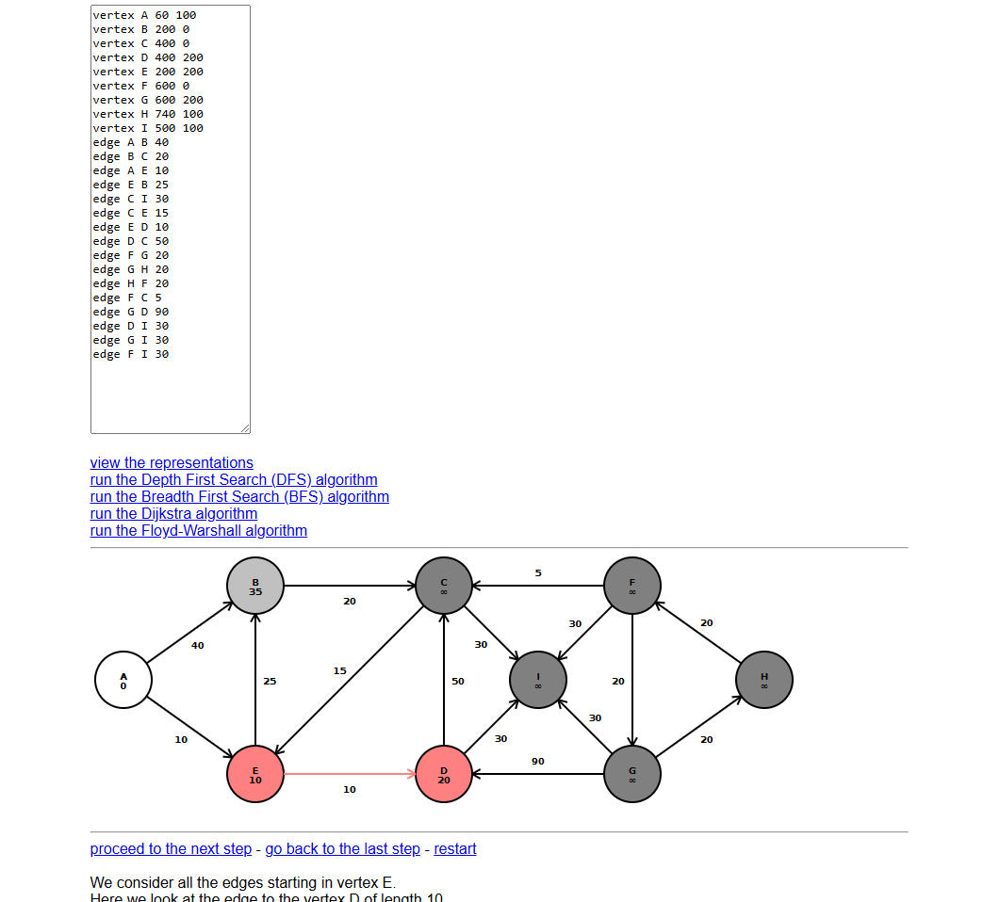 vertex A 60 100
vertex B 200 0
vertex C 400 0
vertex D 400 200
vertex E 200 200
vertex F 600 0
vertex G 600 200
vertex H 740 100
vertex I 500 100
edge A B 40
edge B C 20
edge A E 10
edge E B 25
edge C I 30
edge C E 15
edge E D 10
edge D C 50
edge F G 20
edge G H 20
edge H F 20
edge F C 5
edge G D 90
edge D I 30
edge G I 30
edge F I 30
view the representations
run the Depth First Search (DFS) algorithm
run the Breadth First Search (BFS) algorithm
run the Dijkstra algorithm
run the Floyd-Warshall algorithm
B
35
20
C
∞
5
F
∞
40
30
30
20
A
0
25
15
50
I
∞
20
H
∞
10
30
30
20
E
10
10
D
20
90
G
∞
proceed to the next step - go back to the last step - restart
We consider all the edges starting in vertex E.
Here we look at the edge to the vertex D of length 10.